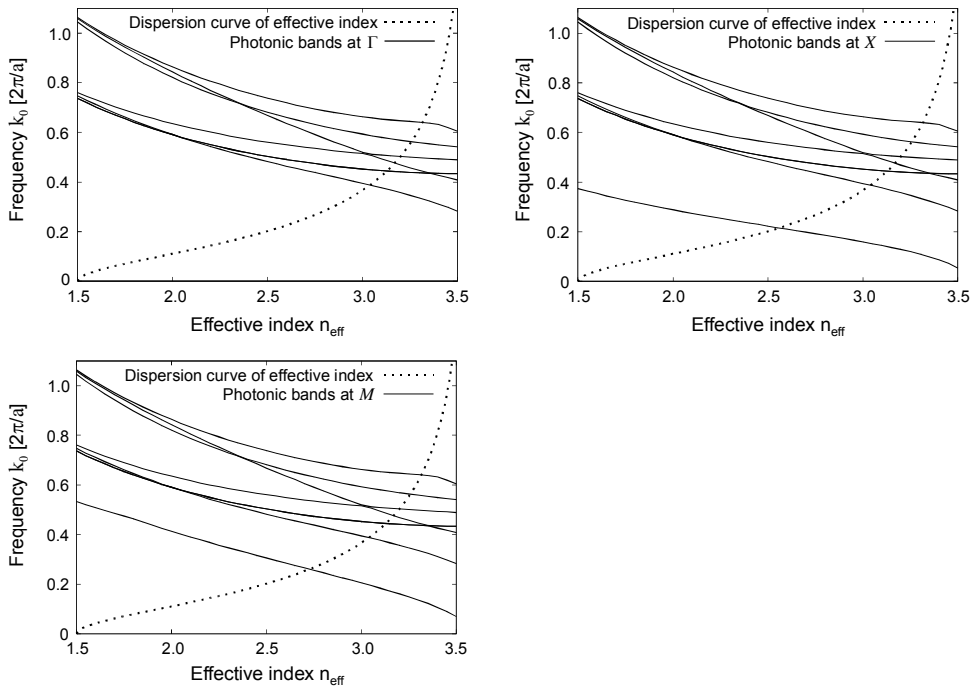 Dispersion curve of effective index
Photonic bands at Γ
Frequency k0 [2π/a]
1.0
0.8
0.6
0.4
0.2
0
1.5
2.0
2.5
3.0
3.5
Effective index neff
Dispersion curve of effective index
Photonic bands at X
Frequency k0 [2π/a]
1.0
0.8
0.6
0.4
0.2
0
1.5
2.0
2.5
3.0
3.5
Effective index neff
Dispersion curve of effective index
Photonic bands at M
Frequency k0 [2π/a]
1.0
0.8
0.6
0.4
0.2
0
1.5
2.0
2.5
3.0
3.5
Effective index neff